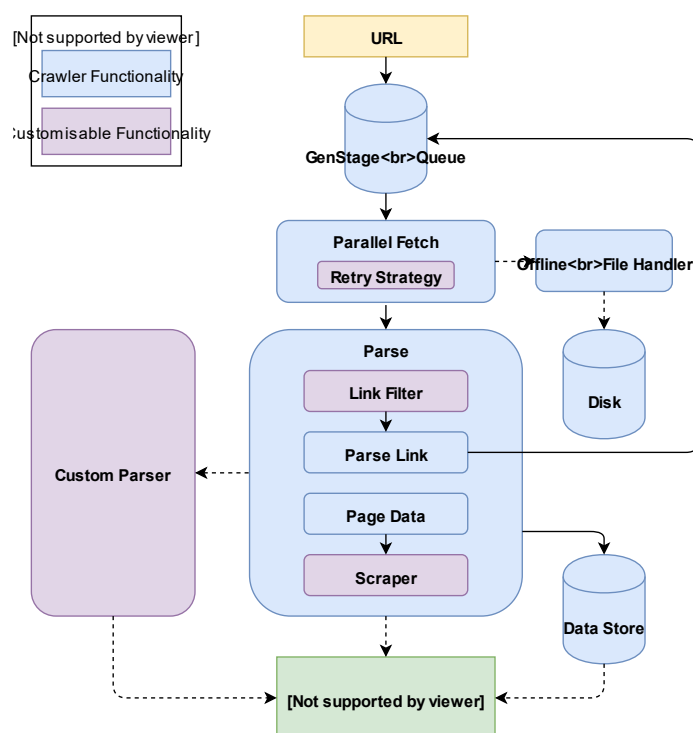 [Not supported by viewer]
Crawler Functionality
Customisable Functionality
URL
GenStage<br>Queue
Parallel Fetch
Retry Strategy
Offline<br>File Handler
Parse
Link Filter
Parse Link
Page Data
Scraper
Custom Parser
Disk
Data Store
[Not supported by viewer]